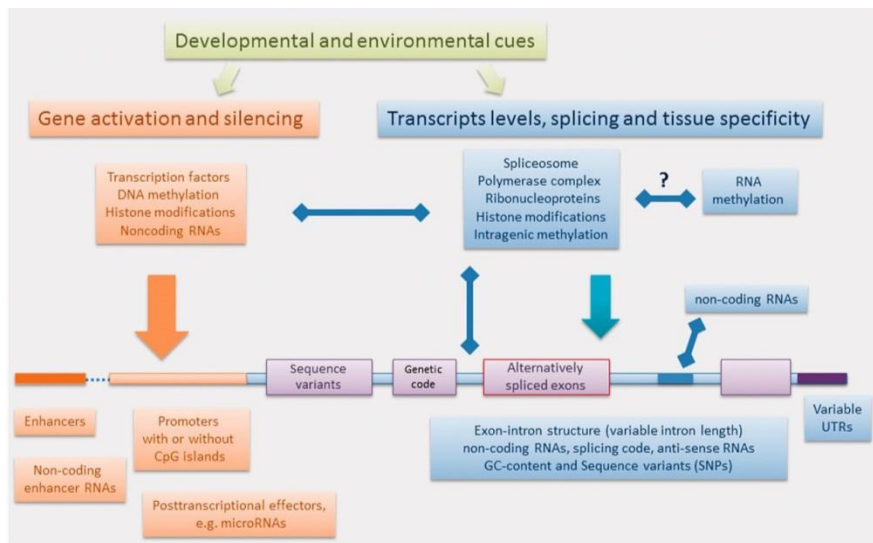 Developmental and environmental cues
Gene activation and silencing
Transcripts levels, splicing and tissue specificity
Transcription factors
DNA methylation
Histone modifications
Noncoding RNAs
Spliceosome
Polymerase complex
Ribonucleoproteins
Histone modifications
Intragenic methylation
?
RNA
methylation
non-coding RNAs
Sequence
variants
Genetic
code
Alternatively
spliced exons
Enhancers
Promoters
with or without
CpG islands
Non-coding
enhancer RNAs
Posttranscriptional effectors,
e.g. microRNAs
Exon-intron structure (variable intron length)
non-coding RNAs, splicing code, anti-sense RNAs
GC-content and Sequence variants (SNPs)
Variable
UTRs